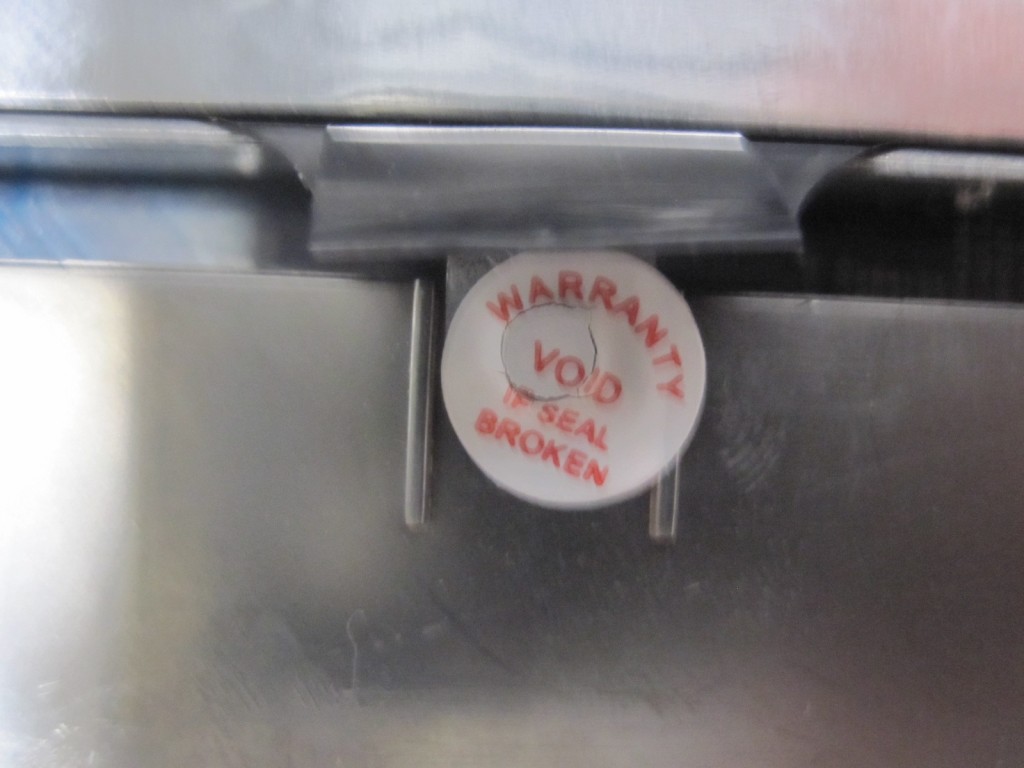 WARRANTY
VOID
IF SEAL
BROKEN